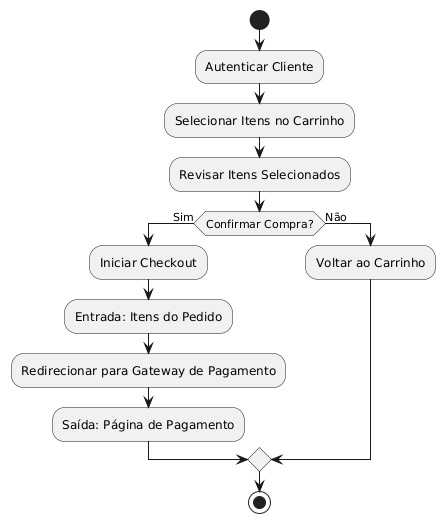 Autenticar Cliente
Selecionar Itens no Carrinho
Revisar Itens Selecionados
Sim
Confirmar Compra?
Não
Iniciar Checkout
Voltar ao Carrinho
Entrada: Itens do Pedido
Redirecionar para Gateway de Pagamento
Saída: Página de Pagamento